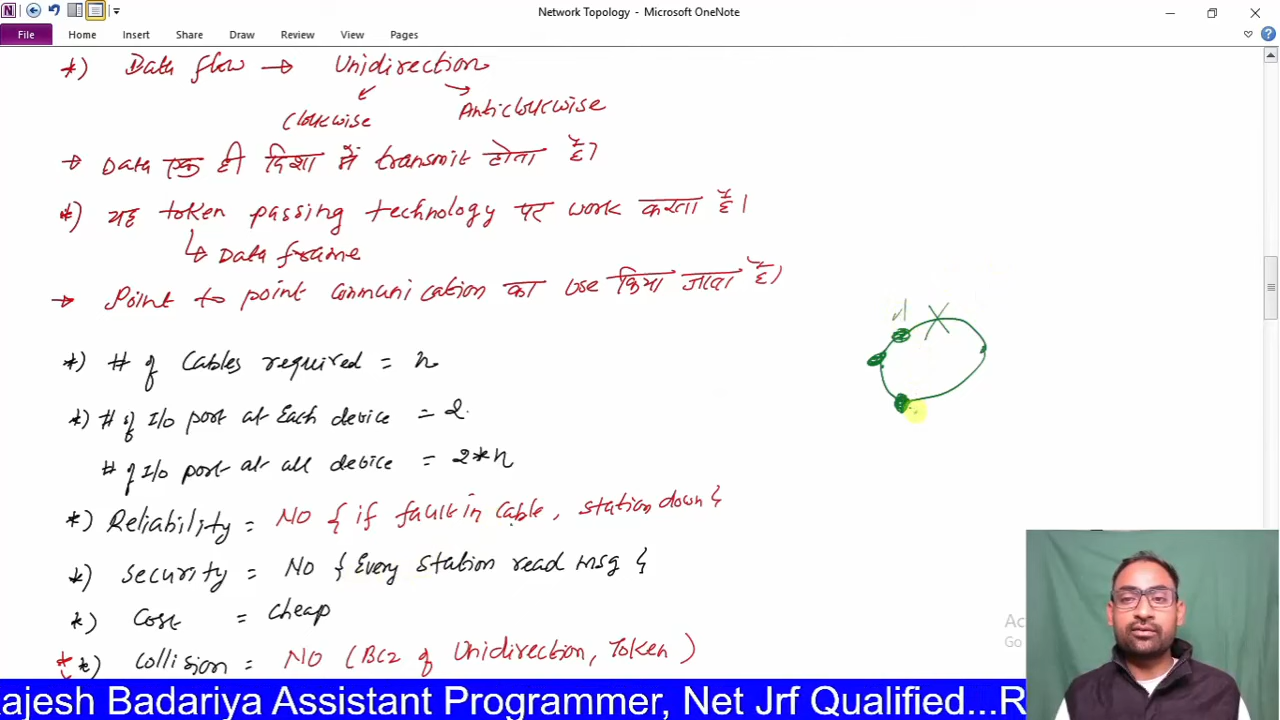 Network Topology - Microsoft OneNote
File Home Insert Share Draw Review View Pages
*) Data flow → Unidirection
Clockwise Anticlockwise
→ Data एक ही दिशा में transmit होता है।
*) यह token passing technology पर work करता है।
↳ Data frame
→ Point to point communication का use किया जाता है।
*) # of Cables required = n
*) # of I/o port at Each device = 2
# of I/o port at all device = 2*n
*) Reliability = NO { if fault in cable, station down }
*) Security = NO { Every station read msg }
*) Cost = cheap
*) Collision = NO (BCZ of Unidirection, Token )
Ac
Go
ajesh Badariya Assistant Programmer, Net Jrf Qualified...R